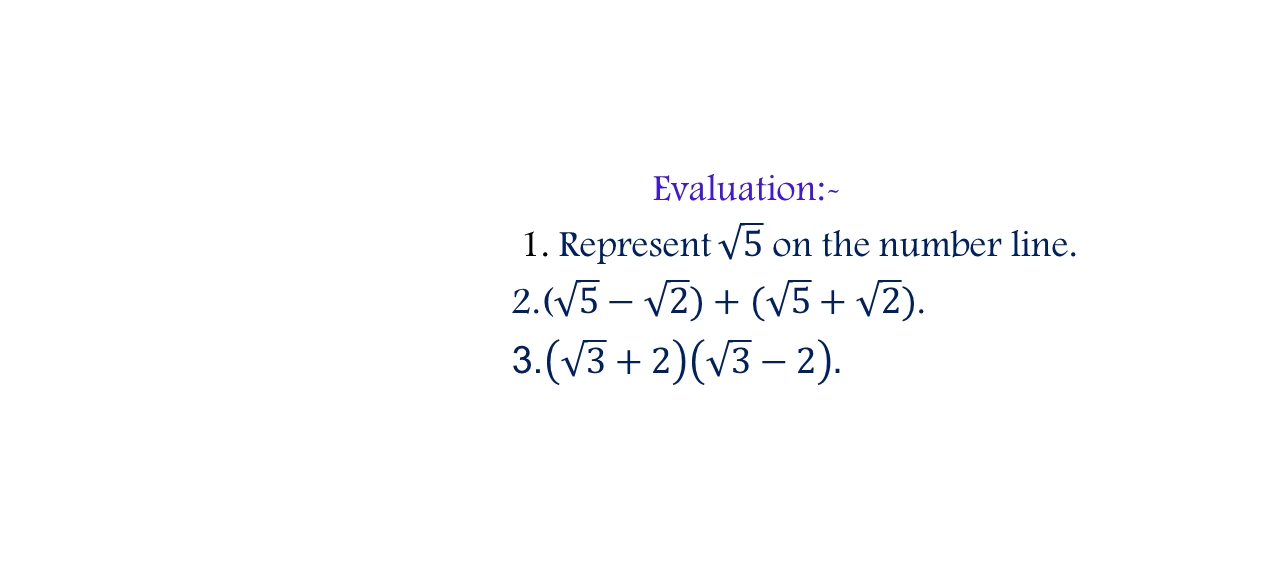 Evaluation:~
1. Represent √5 on the number line.
2.(√5 − √2) + (√5 + √2).
3.(√3 + 2)(√3 − 2).